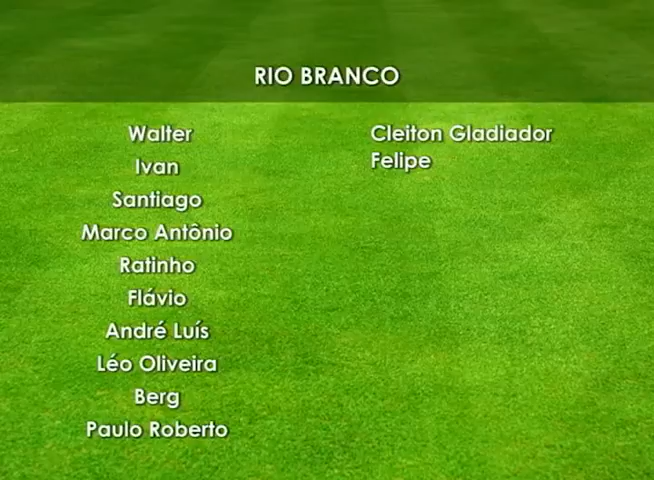 RIO BRANCO
Walter
Ivan
Santiago
Marco Antônio
Ratinho
Flávio
André Luís
Léo Oliveira
Berg
Paulo Roberto
Cleiton Gladiador
Felipe